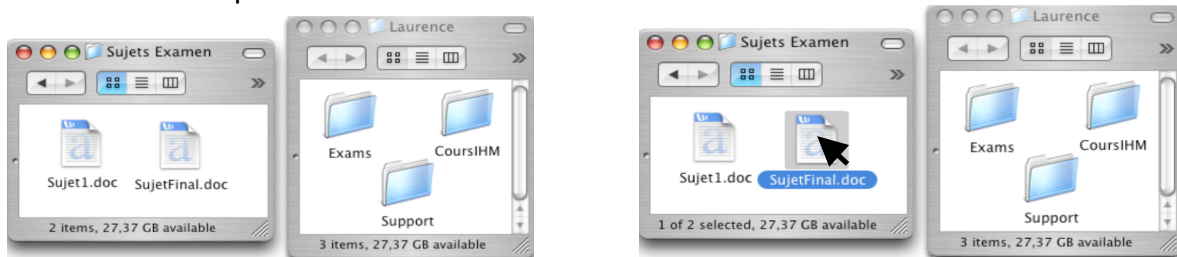 Sujets Examen
Sujet1.doc
SujetFinal.doc
2 items, 27,37 GB available
Laurence
Exams
CoursIHM
Support
3 items, 27,37 GB available
Sujets Examen
Sujet1.doc
SujetFinal.doc
1 of 2 selected, 27,37 GB available
Laurence
Exams
CoursIHM
Support
3 items, 27,37 GB available